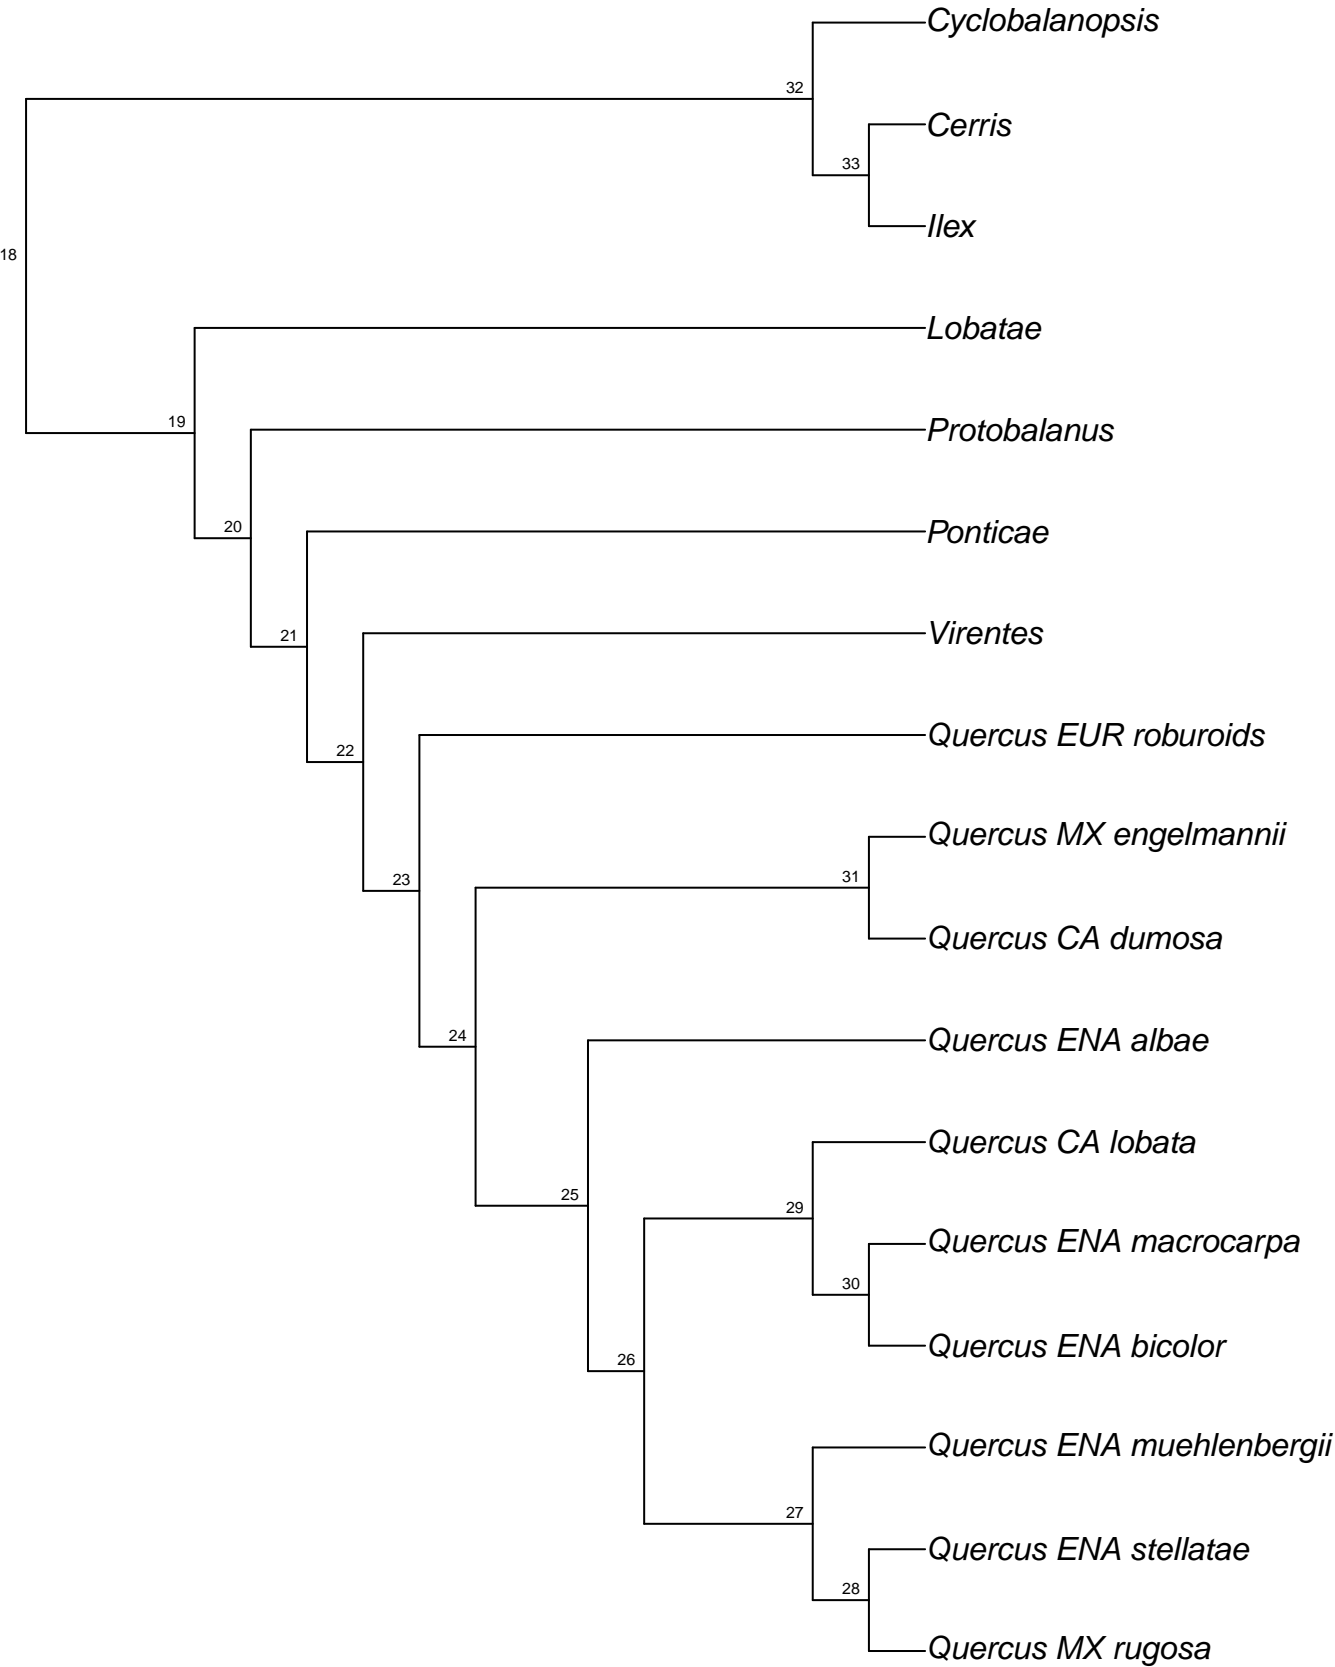 Cyclobalanopsis
32
Cerris
33
Ilex
18
Lobatae
19
Protobalanus
20
Ponticae
21
Virentes
22
Quercus EUR roburoids
Quercus MX engelmannii
31
23
Quercus CA dumosa
24
Quercus ENA albae
Quercus CA lobata
25
29
Quercus ENA macrocarpa
30
Quercus ENA bicolor
26
Quercus ENA muehlenbergii
27
Quercus ENA stellatae
28
Quercus MX rugosa